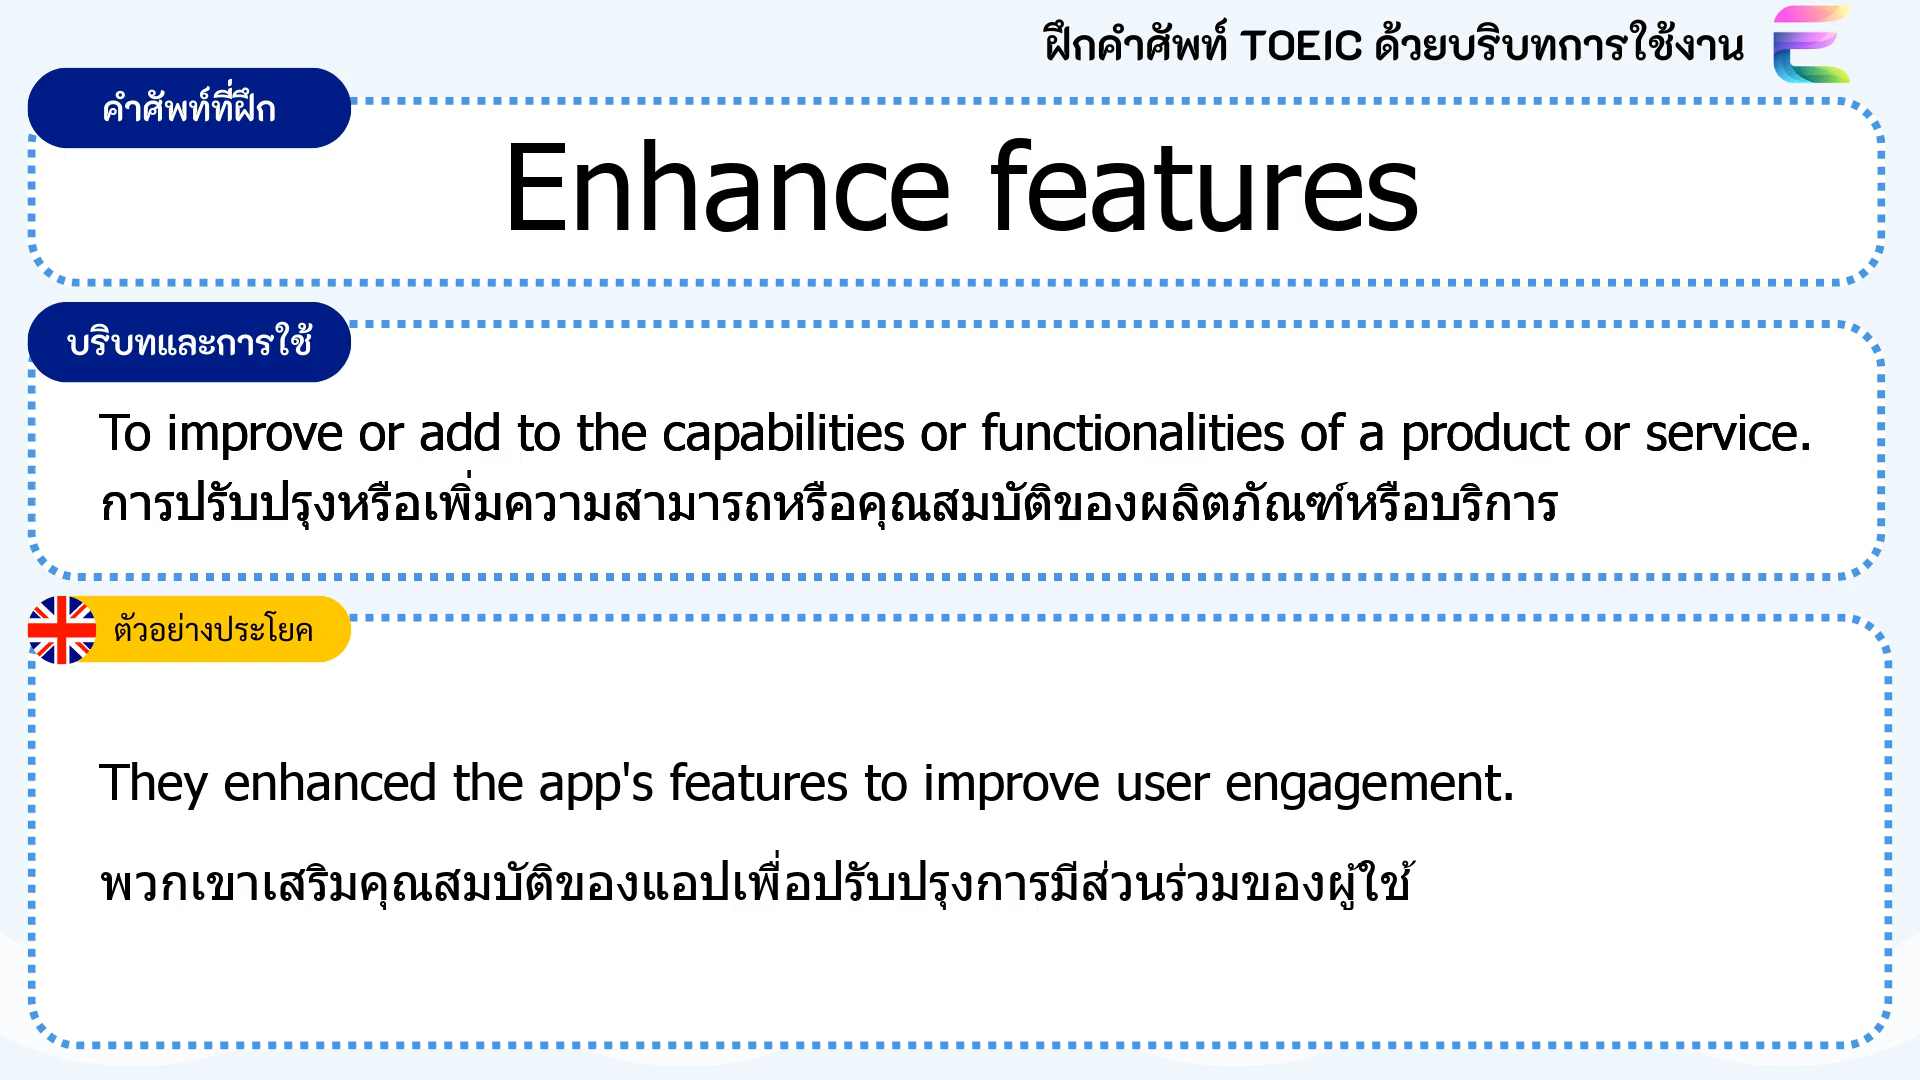 ฝึกคำศัพท์ TOEIC ด้วยบริบทการใช้งาน
คำศัพท์ที่ฝึก
Enhance features
บริบทและการใช้
To improve or add to the capabilities or functionalities of a product or service.
การปรับปรุงหรือเพิ่มความสามารถหรือคุณสมบัติของผลิตภัณฑ์หรือบริการ
ตัวอย่างประโยค
They enhanced the app's features to improve user engagement.
พวกเขาเสริมคุณสมบัติของแอปเพื่อปรับปรุงการมีส่วนร่วมของผู้ใช้